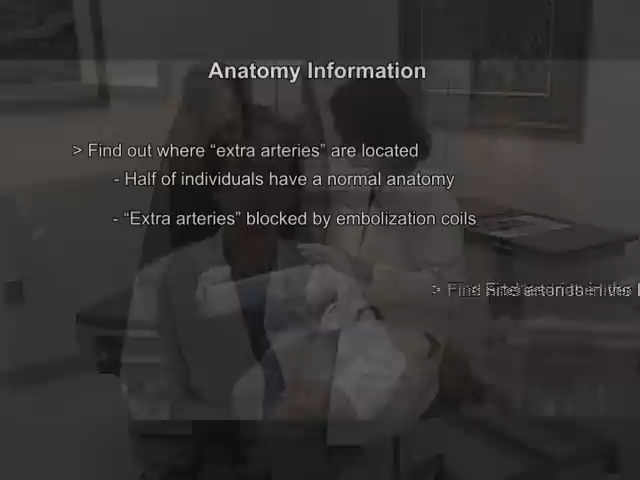 Anatomy Information
> Find out where “extra arteries” are located
- Half of individuals have a normal anatomy
- “Extra arteries” blocked by embolization coils
> Find